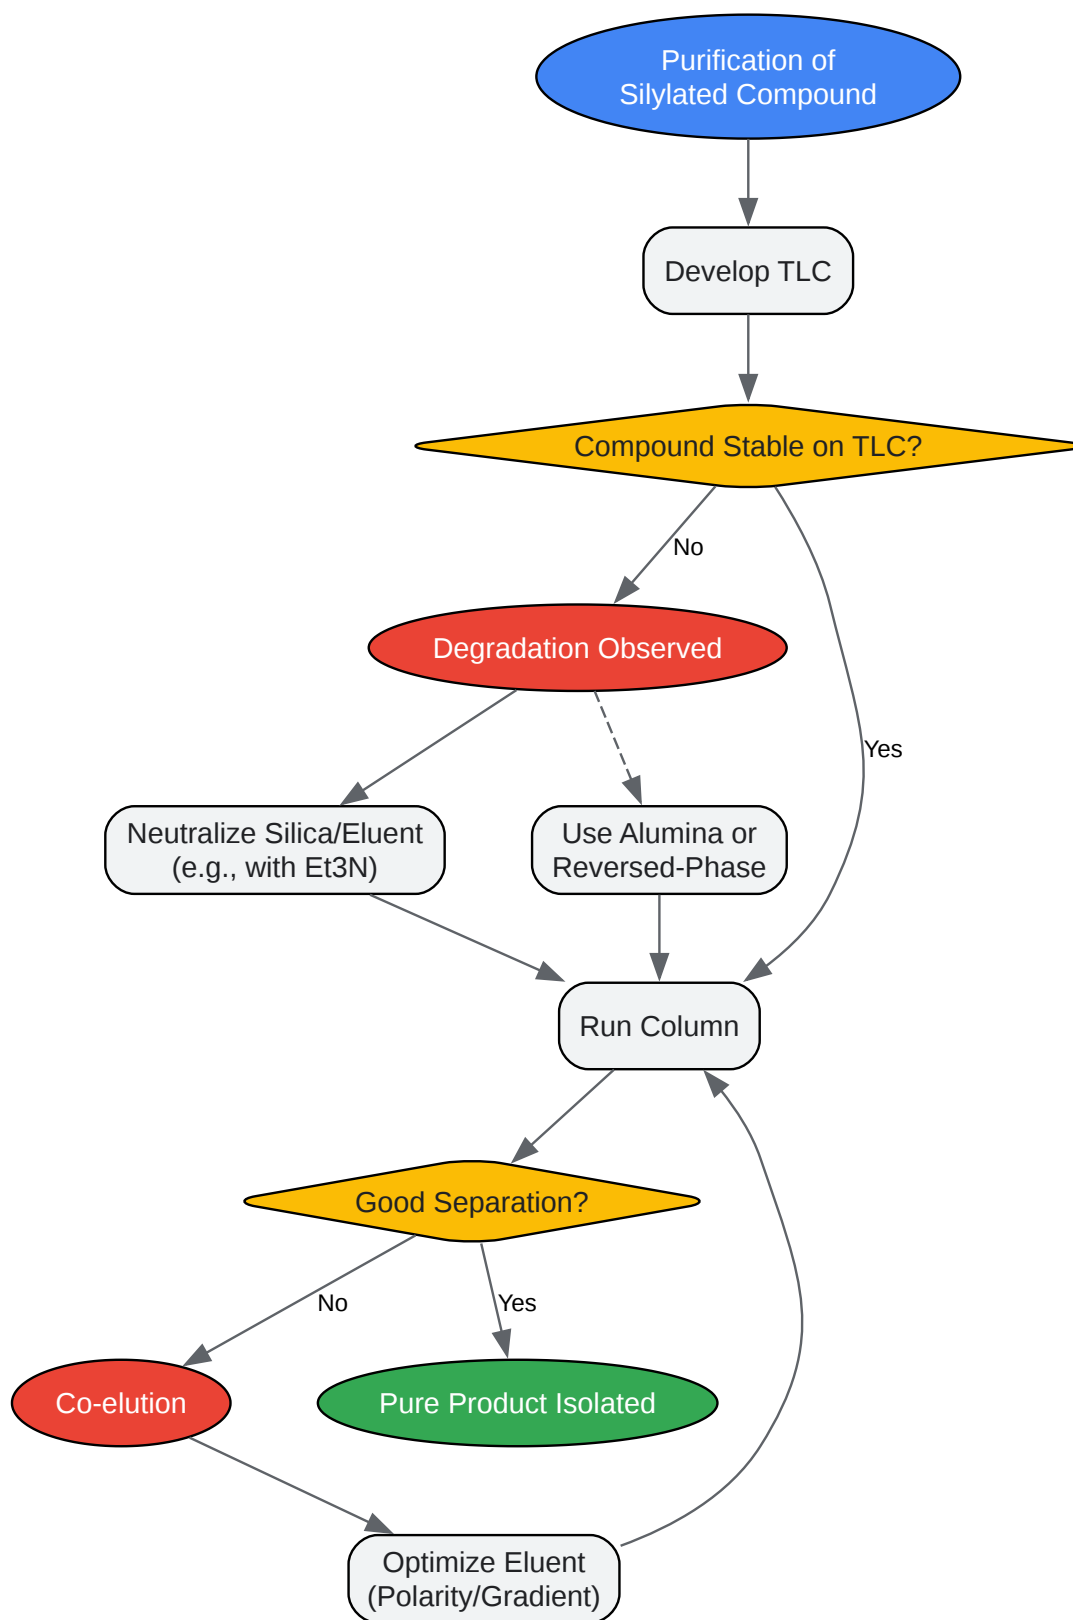 Purification of
Silylated Compound
Develop TLC
Compound Stable on TLC?
No
Degradation Observed
Yes
Neutralize Silica/Eluent
(e.g., with Et3N)
Use Alumina or
Reversed-Phase
Run Column
Good Separation?
No
Yes
Co-elution
Pure Product Isolated
Optimize Eluent
(Polarity/Gradient)